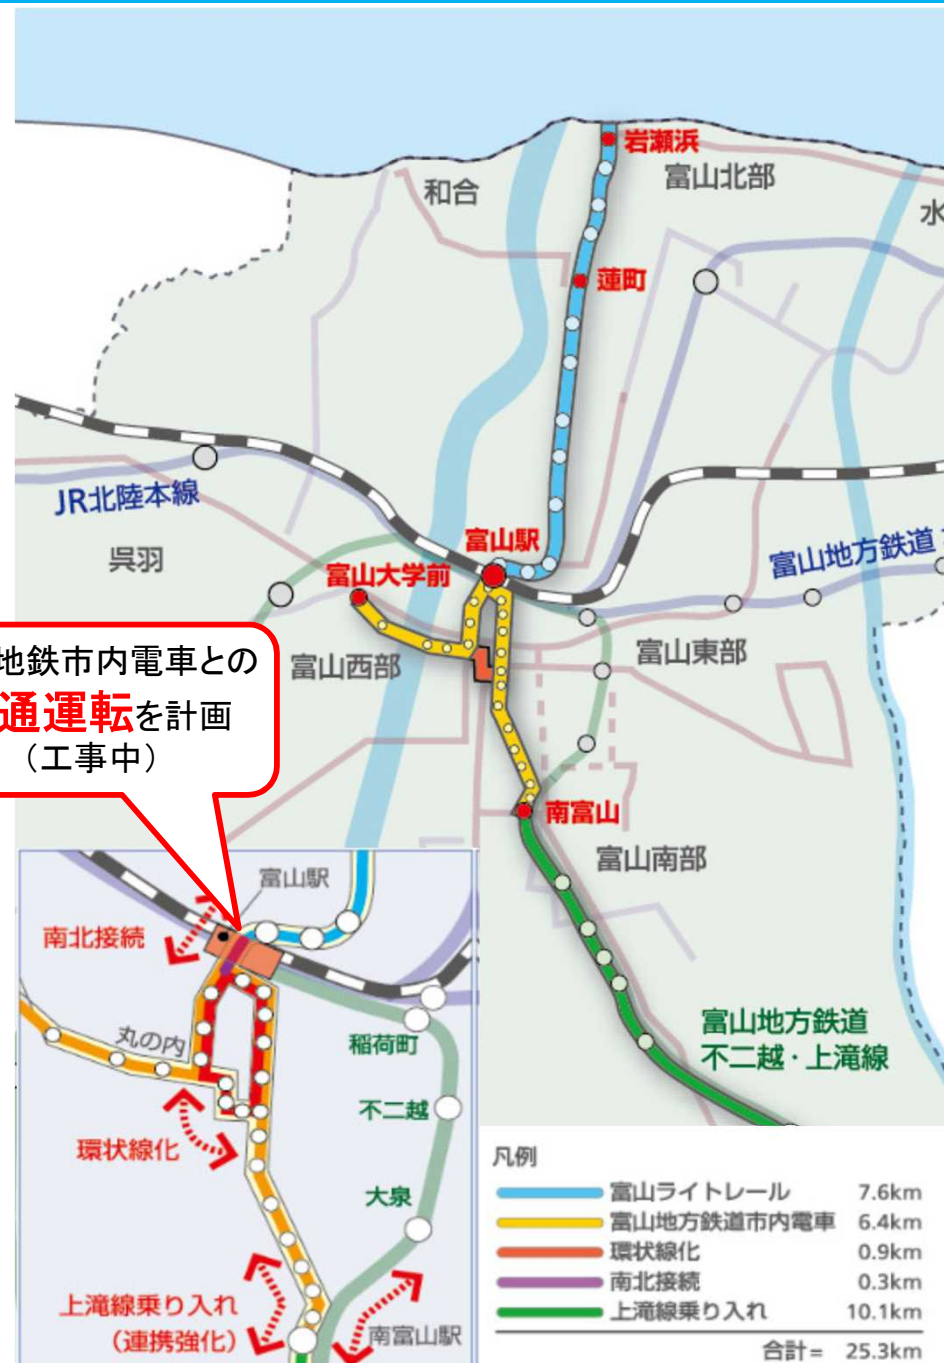 岩瀬浜
和合
富山北部
水
蓮町
JR北陸本線
富山駅
富山地方鉄道
呉羽
富山大学前
富山西部
富山東部
地鉄市内電車との
通運転を計画
（工事中）
南富山
富山南部
富山駅
南北接続
丸の内
稲荷町
不二越
環状線化
大泉
上滝線乗り入れ
（連携強化）
南富山駅
富山地方鉄道
不二越・上滝線
凡例
富山ライトレール 7.6km
富山地方鉄道市内電車 6.4km
環状線化 0.9km
南北接続 0.3km
上滝線乗り入れ 10.1km
合計= 25.3km